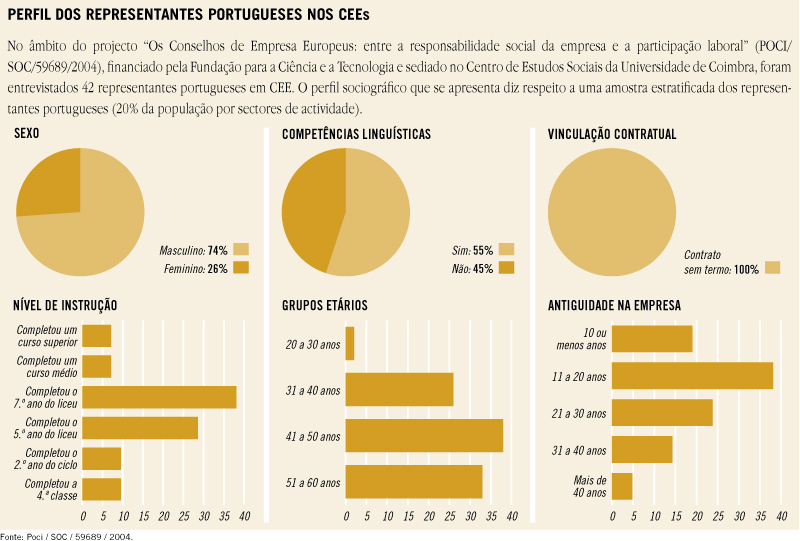 PERFIL DOS REPRESENTANTES PORTUGUESES NOS CEEs
No âmbito do projecto “Os Conselhos de Empresa Europeus: entre a responsabilidade social da empresa e a participação laboral” (POCI/
SOC/59689/2004), financiado pela Fundação para a Ciência e a Tecnologia e sediado no Centro de Estudos Sociais da Universidade de Coimbra, foram
entrevistados 42 representantes portugueses em CEE. O perfil sociográfico que se apresenta diz respeito a uma amostra estratificada dos represen-
tantes portugueses (20% da população por sectores de actividade).
SEXO
Masculino: 74%
Feminino: 26%
COMPETÊNCIAS LINGUÍSTICAS
Sim: 55%
Não: 45%
VINCULAÇÃO CONTRATUAL
Contrato
sem termo: 100%
NÍVEL DE INSTRUÇÃO
Completou um
curso superior
Completou um
curso médio
Completou o
7.º ano do liceu
Completou o
5.º ano do liceu
Completou o
2.º ano do ciclo
Completou a
4.ª classe
0 5 10 15 20 25 30 35 40
GRUPOS ETÁRIOS
20 a 30 anos
31 a 40 anos
41 a 50 anos
51 a 60 anos
0 5 10 15 20 25 30 35 40
ANTIGUIDADE NA EMPRESA
10 ou
menos anos
11 a 20 anos
21 a 30 anos
31 a 40 anos
Mais de
40 anos
0 5 10 15 20 25 30 35 40
Fonte: Poci / SOC / 59689 / 2004.